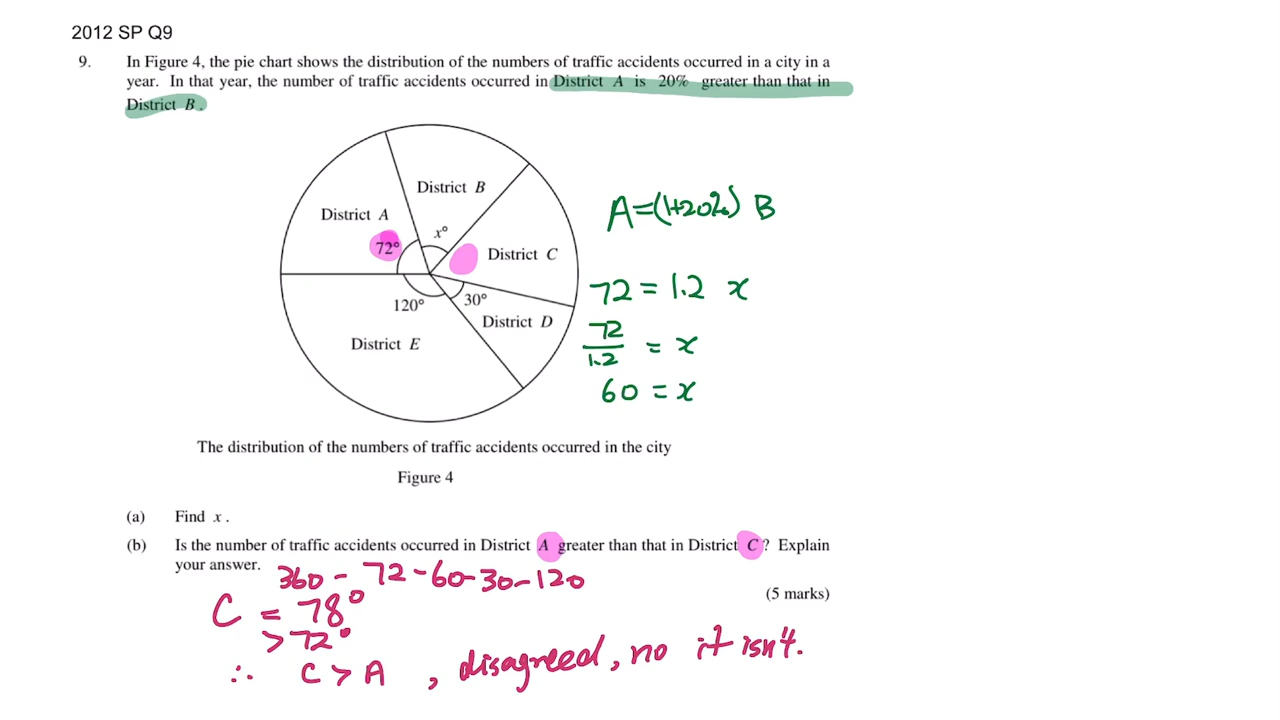 2012 SP Q9
9. In Figure 4, the pie chart shows the distribution of the numbers of traffic accidents occurred in a city in a
year. In that year, the number of traffic accidents occurred in District A is 20% greater than that in
District B.
District B
District A
x°
72°
District C
120°
30°
District D
District E
A=(1+20%) B
72 = 1.2 x
72/1.2 = x
60 = x
The distribution of the numbers of traffic accidents occurred in the city
Figure 4
(a) Find x.
(b) Is the number of traffic accidents occurred in District A greater than that in District C? Explain
your answer.
360 - 72 - 60 - 30 - 120
(5 marks)
C = 78°
> 72°
∴ C > A, disagreed, no it isn't.